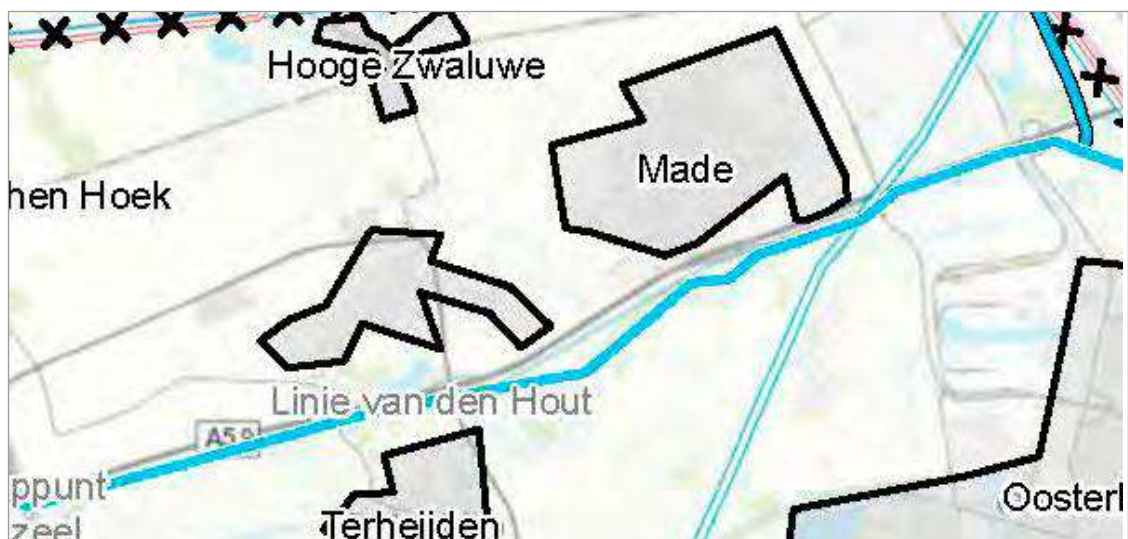 Hooge Zwaluwe
Made
hen Hoek
Linie van den Hout
A59
ppunt
zeel
Terheijden
Oosterh